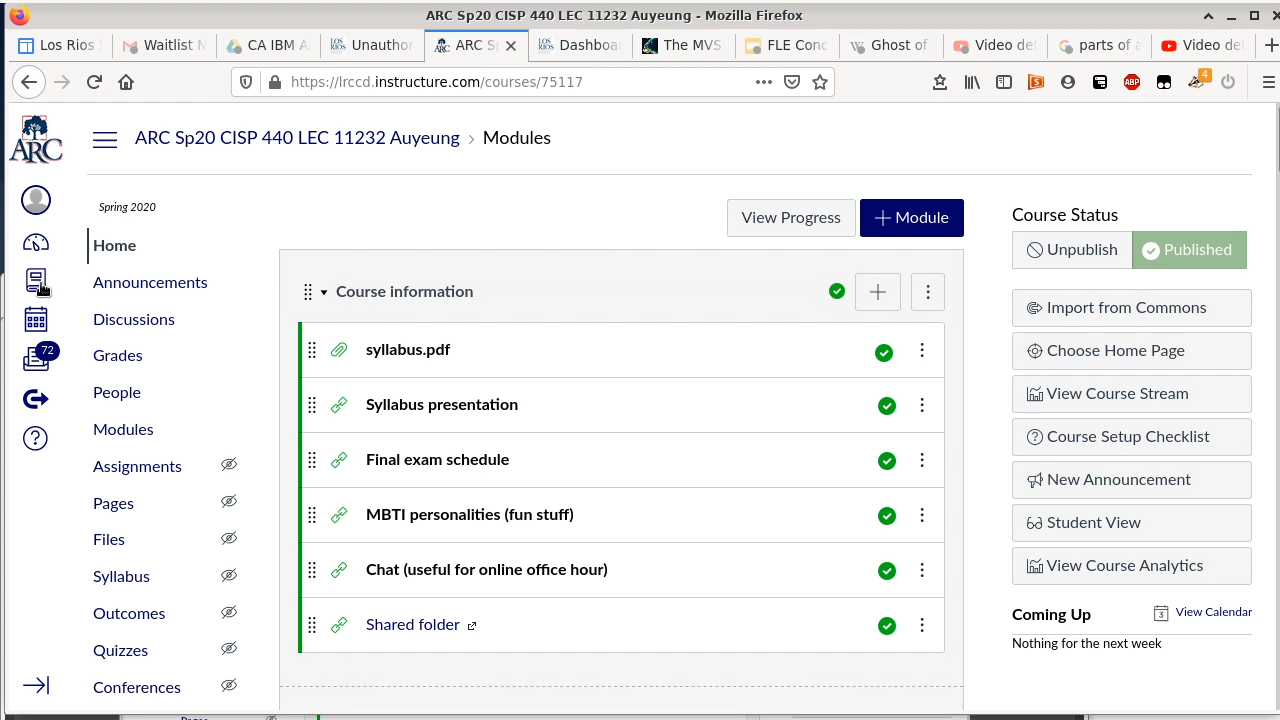 ARC Sp20 CISP 440 LEC 11232 Auyeung - Mozilla Firefox
Los Rios
Waitlist N
CA IBM A
Unauthor
ARC S
Dashboa
The MVS
FLE Conc
Ghost of
Video de
parts of a
Video de
https://lrccd.instructure.com/courses/75117
ABP
4
ARC
ARC Sp20 CISP 440 LEC 11232 Auyeung › Modules
Spring 2020
View Progress
Module
Course Status
Home
Unpublish
Published
Announcements
Course information
Import from Commons
Discussions
syllabus.pdf
Choose Home Page
72
Grades
People
Syllabus presentation
View Course Stream
Modules
Course Setup Checklist
Assignments
Final exam schedule
New Announcement
Pages
MBTI personalities (fun stuff)
Student View
Files
Chat (useful for online office hour)
View Course Analytics
Syllabus
Outcomes
Shared folder
Coming Up
3
View Calendar
Quizzes
Nothing for the next week
Conferences